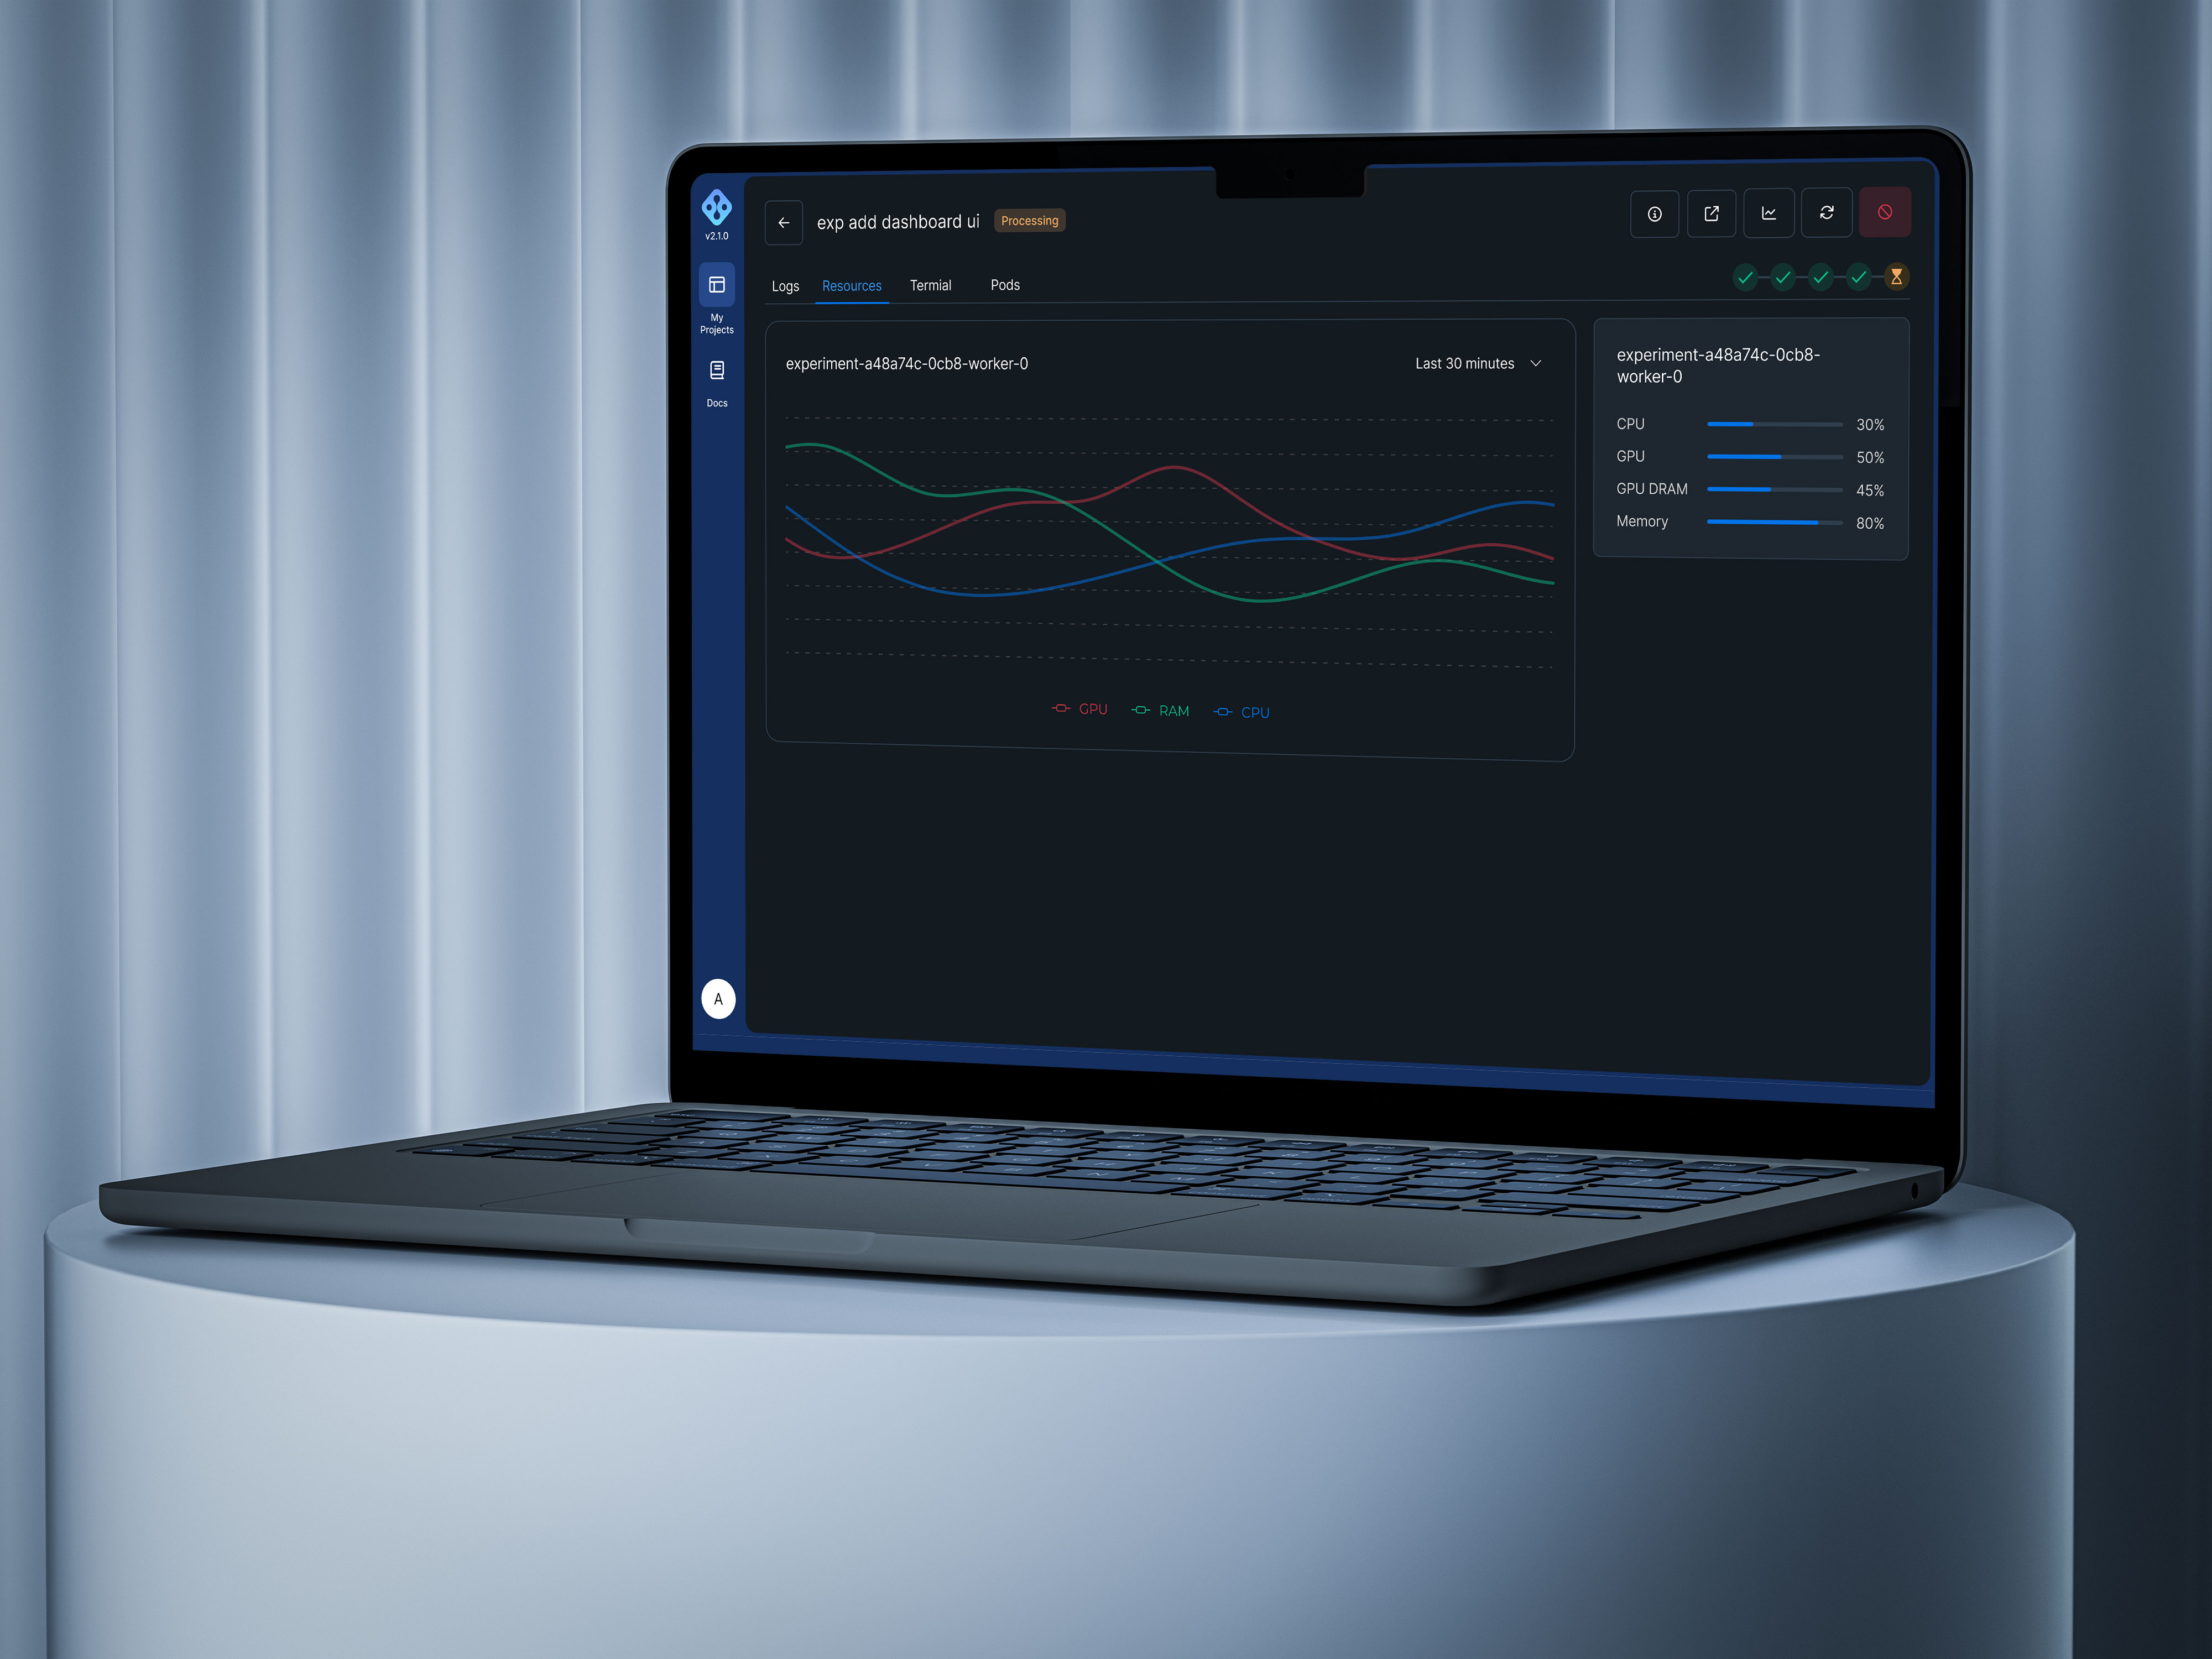 v2.1.0
My
Projects
Docs
A
exp add dashboard ui
Processing
Logs
Resources
Termial
Pods
experiment-a48a74c-0cb8-worker-0
Last 30 minutes
GPU
RAM
CPU
experiment-a48a74c-0cb8-
worker-0
CPU 30%
GPU 50%
GPU DRAM 45%
Memory 80%